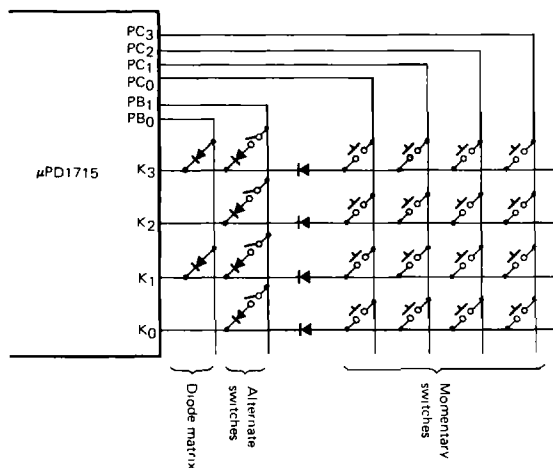 PC3
PC2
PC1
PC0
PB1
PB0
μPD1715
K3
K2
K1
K0
Diode matrix
Alternate
switches
Momentary
switches